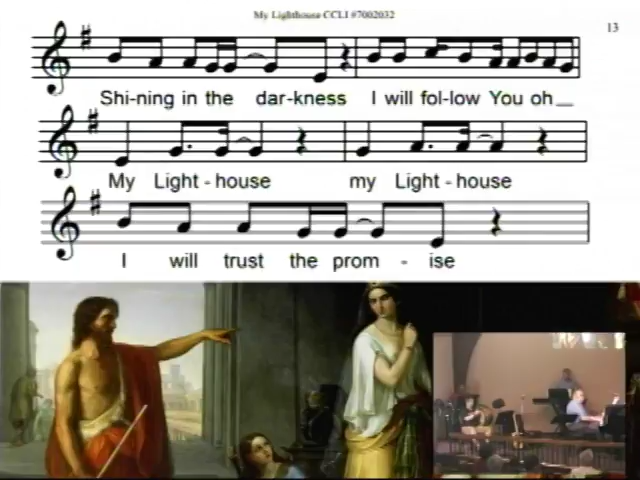 My Lighthouse CCLI #7002032
13
Shi-ning in the dar-kness I will fol-low You oh
My Light - house my Light - house
I will trust the prom - ise